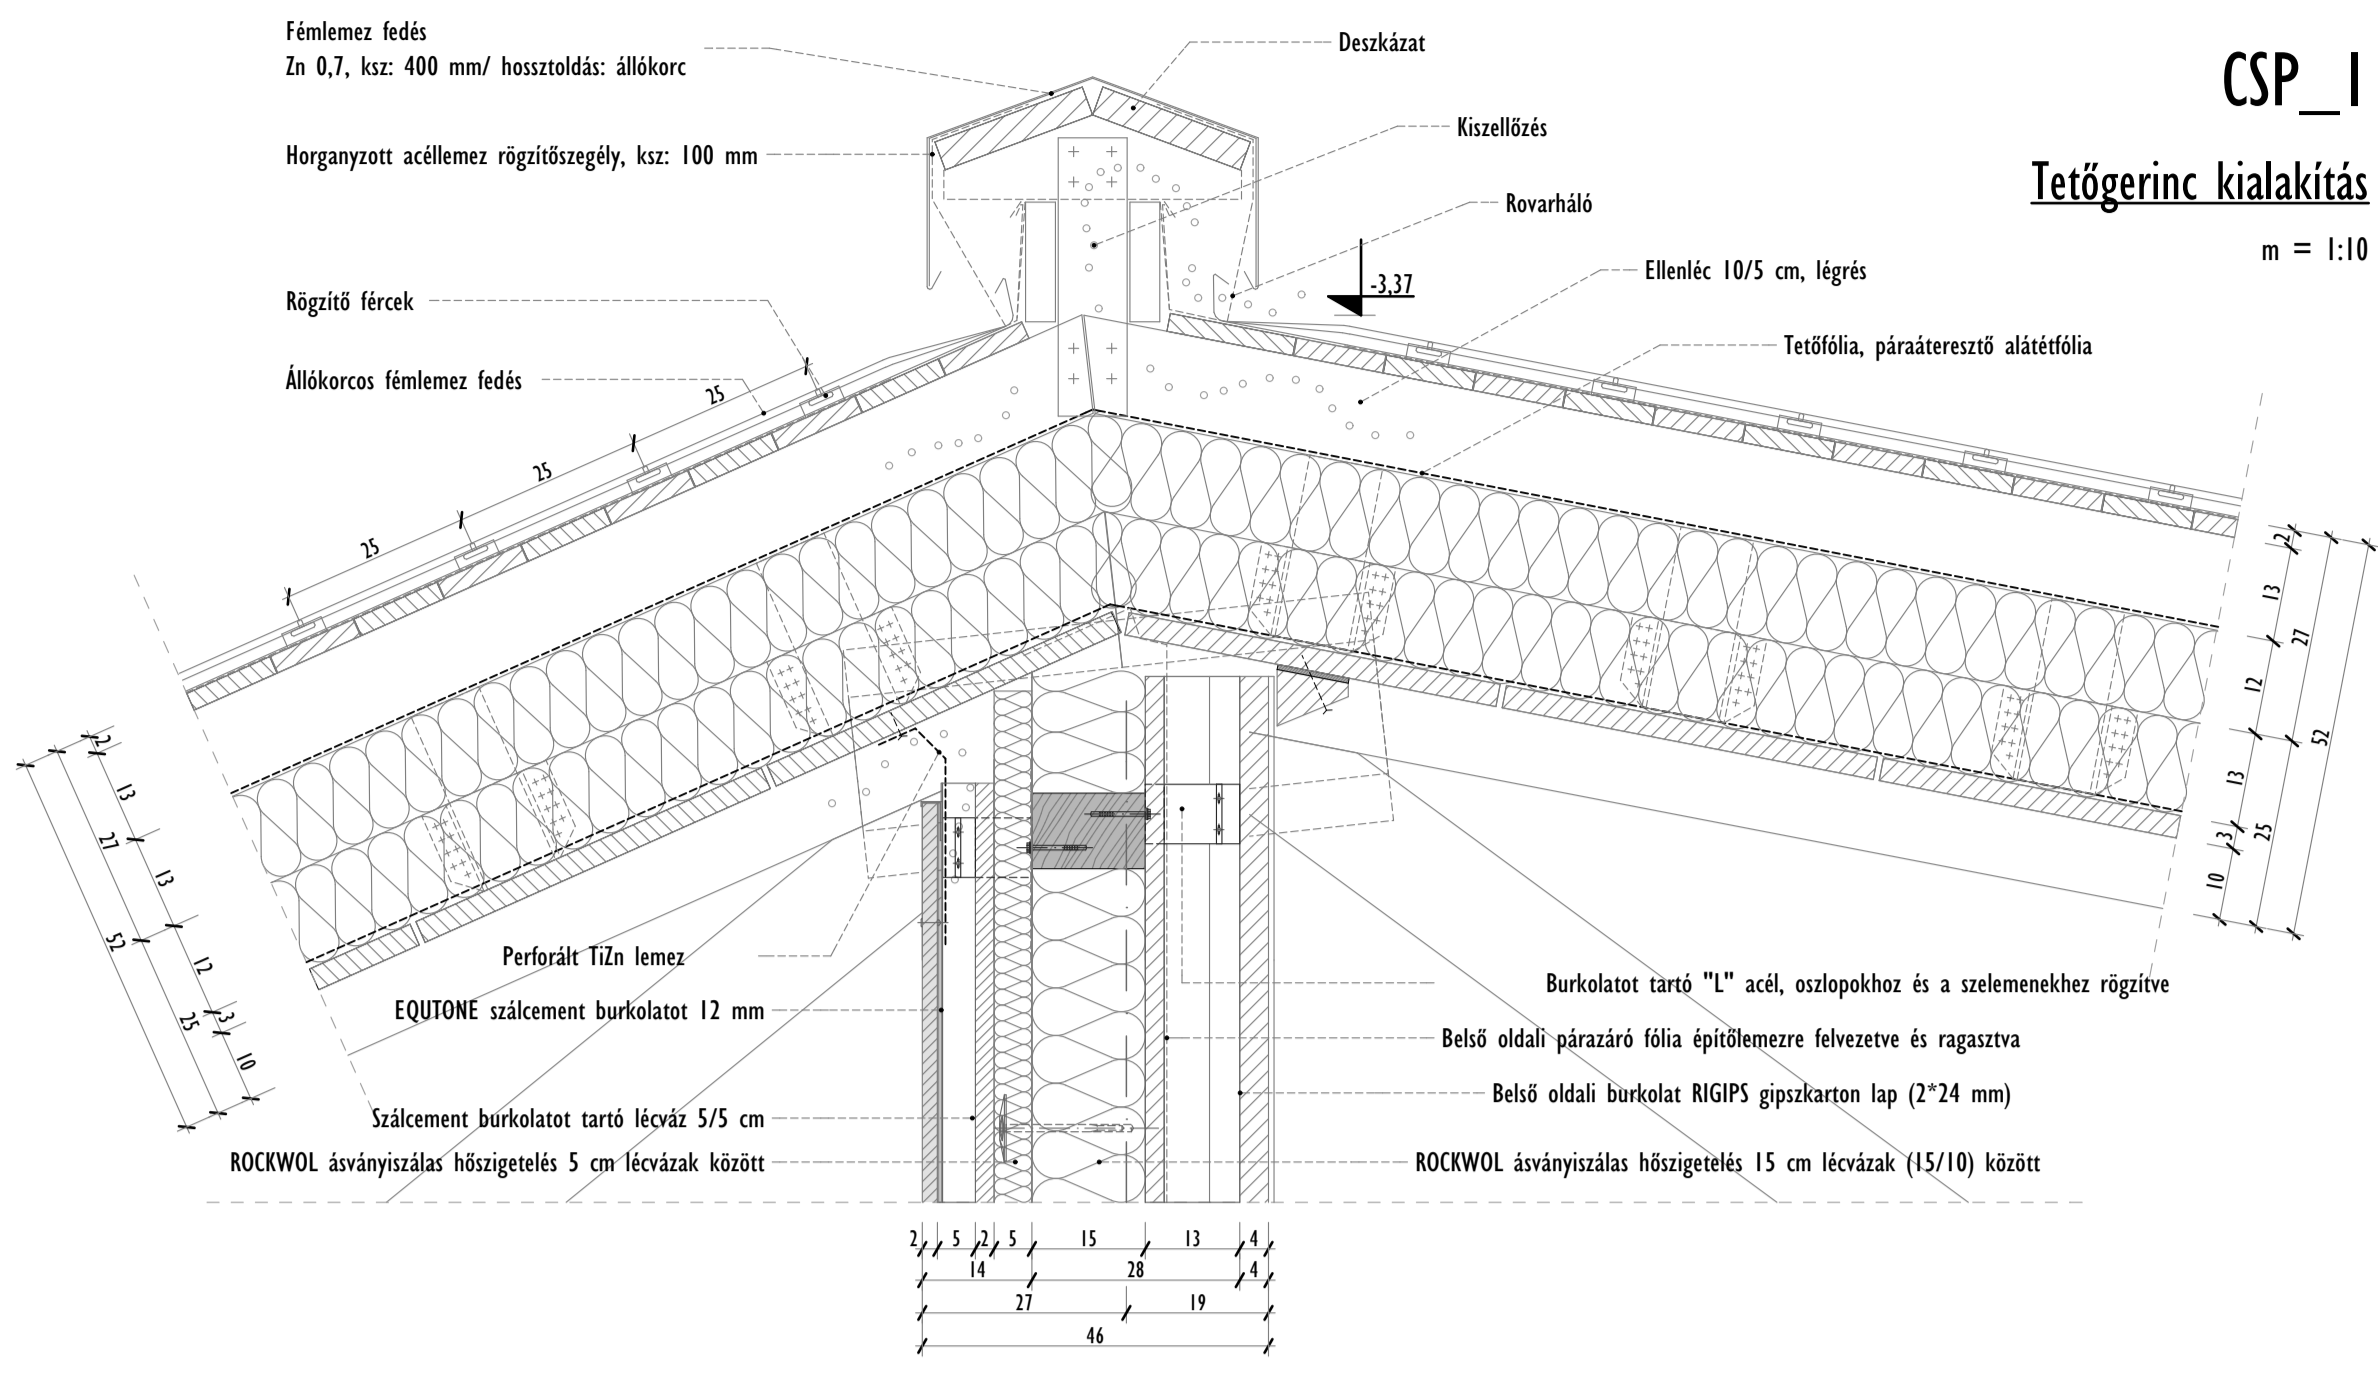 CSP_1
Tetőgerinc kialakítás
m = 1:10
Fémlemez fedés
Zn 0,7, ksz: 400 mm/ hossztoldás: állókorc
Horganyzott acéllemez rögzítőszegély, ksz: 100 mm
Rögzítő fércek
Állókorcos fémlemez fedés
Deszkázat
Kiszellőzés
Rovarháló
-3,37
Ellenléc 10/5 cm, légrés
Tetőfólia, páraáteresztő alátétfólia
25
25
25
2
13
27
13
52
12
3
25
10
2
13
27
12
52
13
3
25
10
Perforált TiZn lemez
EQUTONE szálcement burkolatot 12 mm
Szálcement burkolatot tartó lécváz 5/5 cm
ROCKWOL ásványiszálas hőszigetelés 5 cm lécvázak között
Burkolatot tartó "L" acél, oszlopokhoz és a szelemenekhez rögzítve
Belső oldali párazáró fólia építőlemezre felvezetve és ragasztva
Belső oldali burkolat RIGIPS gipszkarton lap (2*24 mm)
ROCKWOL ásványiszálas hőszigetelés 15 cm lécvázak (15/10) között
2 5 2 5 15 13 4
14 28 4
27 19
46